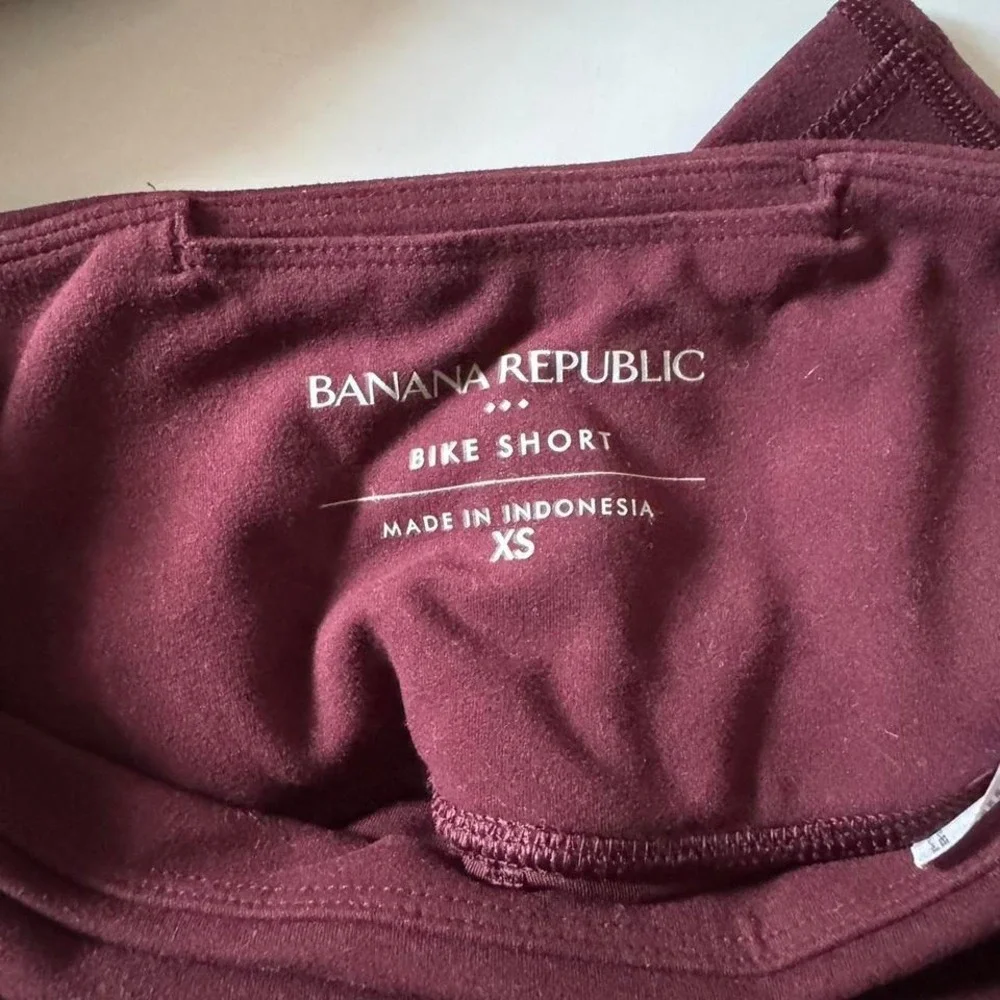 BANANA REPUBLIC
BIKE SHORT
MADE IN INDONESIA
XS